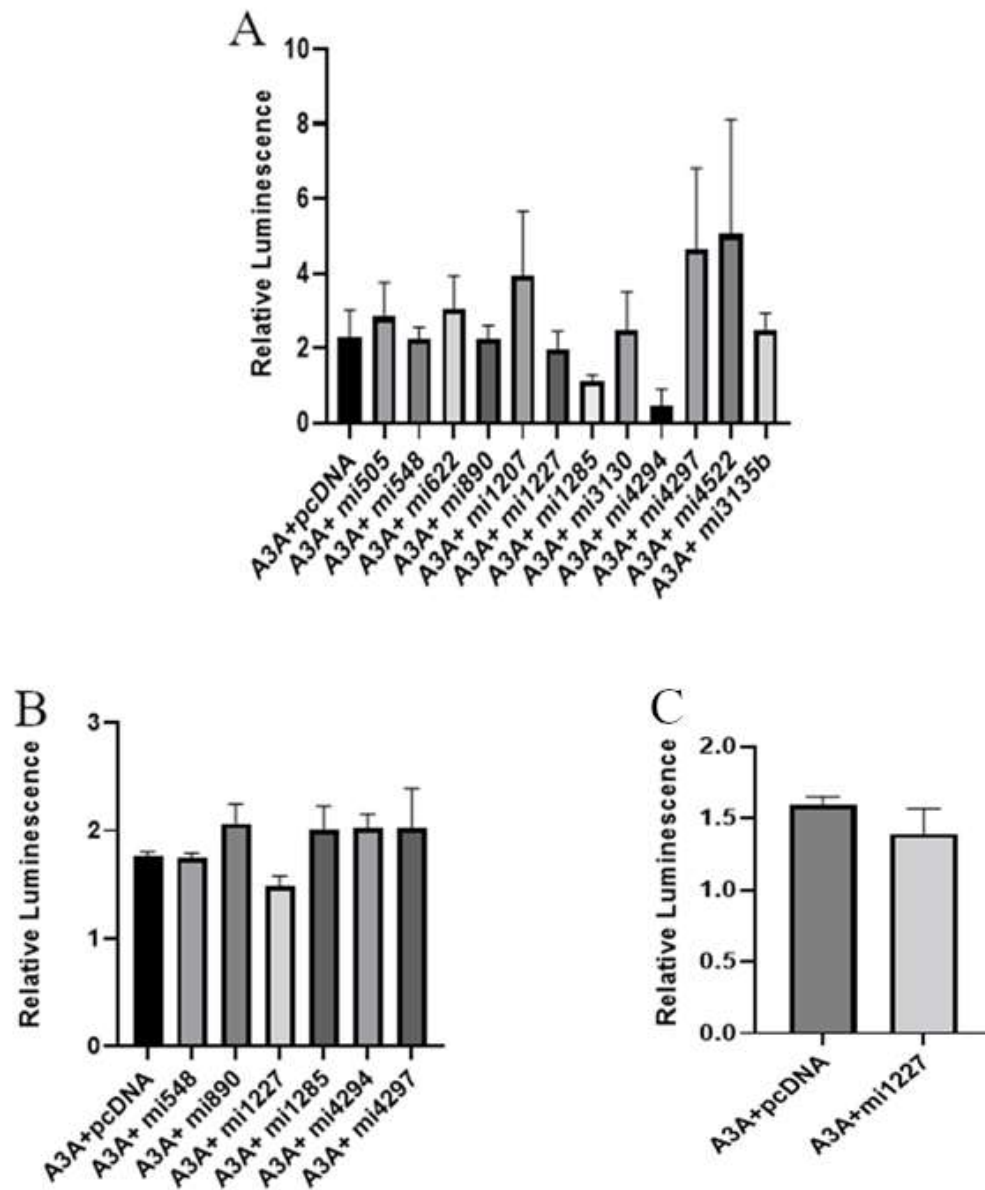 A
Relative Luminescence
10
8
6
4
2
0
A3A+pcDNA
A3A+ mi505
A3A+ mi548
A3A+ mi622
A3A+ mi890
A3A+ mi1207
A3A+ mi1227
A3A+ mi1285
A3A+ mi3130
A3A+ mi4294
A3A+ mi4297
A3A+ mi4522
A3A+ mi3135b
B
Relative Luminescence
3
2
1
0
A3A+pcDNA
A3A+ mi548
A3A+ mi890
A3A+ mi1227
A3A+ mi1285
A3A+ mi4294
A3A+ mi4297
C
Relative Luminescence
2.0
1.5
1.0
0.5
0.0
A3A+pcDNA
A3A+mi1227